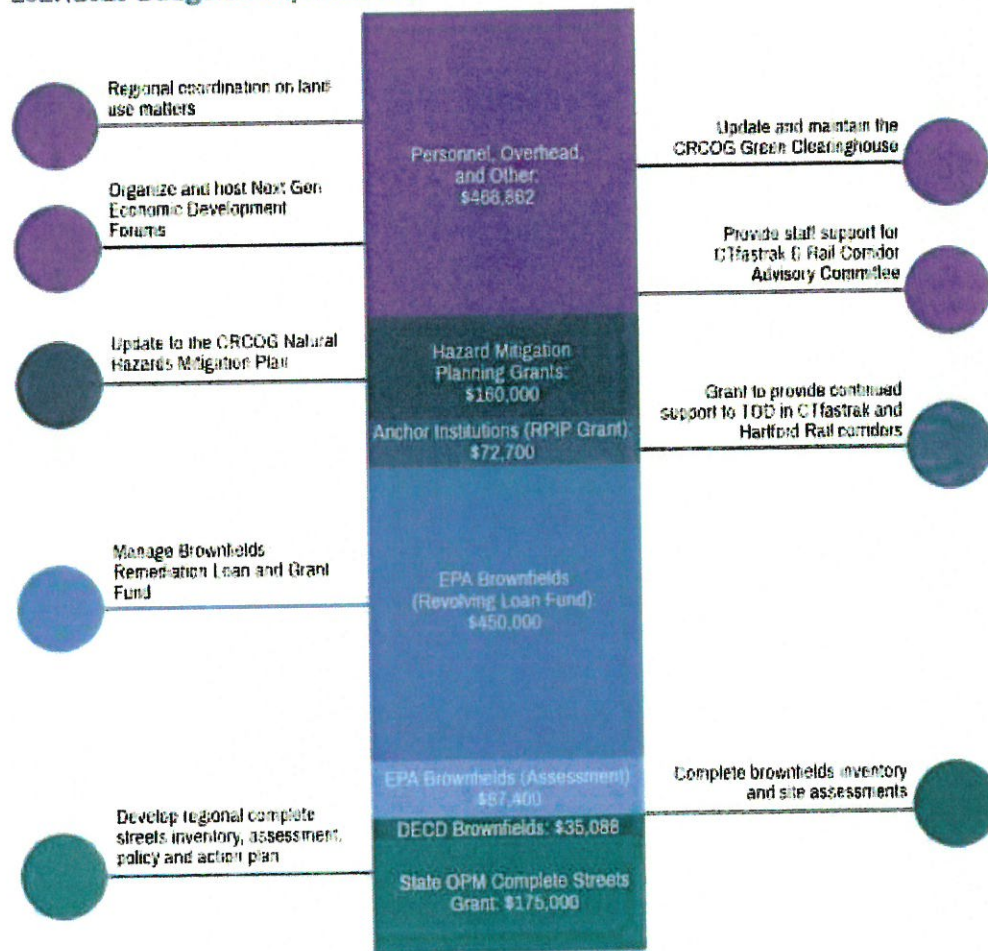 Regional coordination on land
use matters
Organize and host Next Gen
Economic Development
Forums
Update to the CRCOG Natural
Hazards Mitigation Plan
Manage Brownfields
Remediation Loan and Grant
Fund
Develop regional complete
streets inventory, assessment,
policy and action plan
Personnel, Overhead,
and Other:
$468,862
Hazard Mitigation
Planning Grants:
$160,000
Anchor Institutions (RPIP Grant)
$72,700
EPA Brownfields
(Revolving Loan Fund)
$450,000
EPA Brownfields (Assessment)
$87,400
DECD Brownfields: $35,088
State OPM Complete Streets
Grant: $175,000
Update and maintain the
CRCOG Green Clearinghouse
Provide staff support for
CTfastrak & Rail Corridor
Advisory Committee
Grant to provide continued
support to TOD in CTfastrak and
Hartford Rail corridors
Complete brownfields inventory
and site assessments